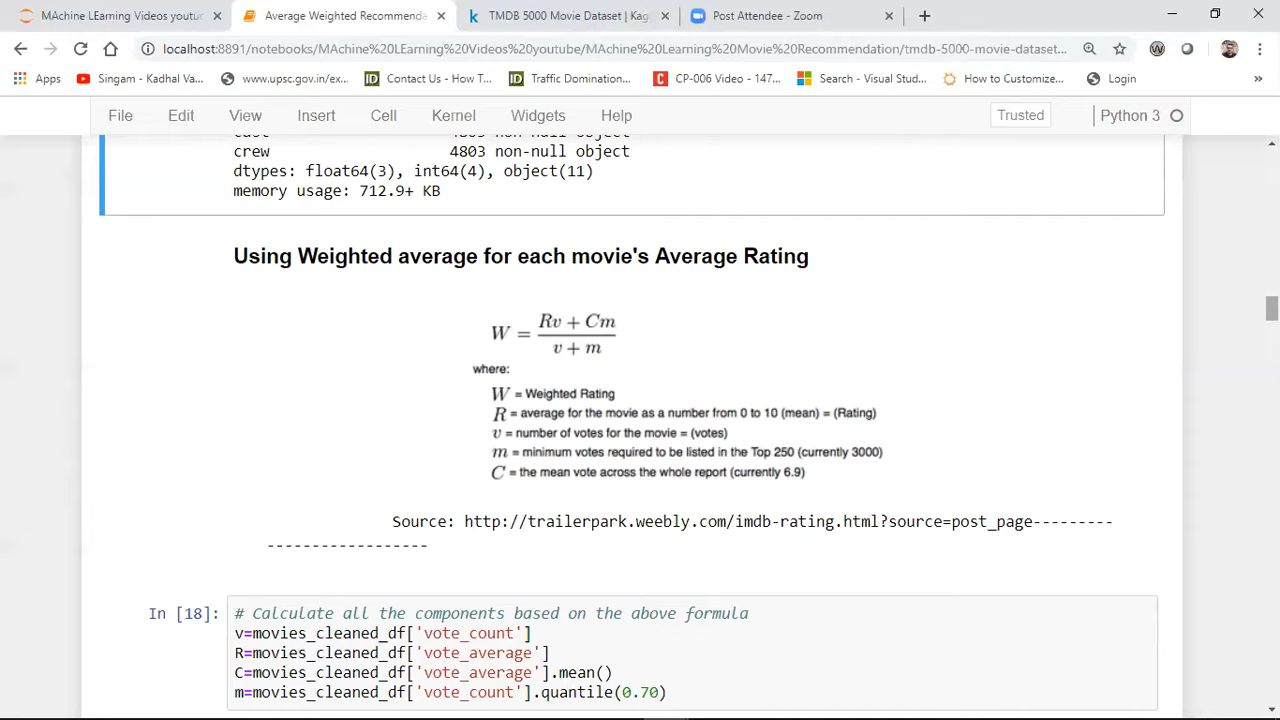 MAchine LEarning Videos youtu
Average Weighted Recommenda
TMDB 5000 Movie Dataset | Kag
Post Attendee - Zoom
localhost:8891/notebooks/MAchine%20LEarning%20Videos%20youtube/MAchine%20Learning%20Movie%20Recommendation/tmdb-5000-movie-dataset...
Apps
Singam - Kadhal Va...
www.upsc.gov.in/ex...
Contact Us - How T...
Traffic Domination...
CP-006 Video - 147...
Search - Visual Stud...
How to Customize...
Login
»
File Edit View Insert Cell Kernel Widgets Help
Trusted
Python 3
crew 4803 non-null object
dtypes: float64(3), int64(4), object(11)
memory usage: 712.9+ KB
Using Weighted average for each movie's Average Rating
W = Rv + Cm / v + m
where:
W = Weighted Rating
R = average for the movie as a number from 0 to 10 (mean) = (Rating)
v = number of votes for the movie = (votes)
m = minimum votes required to be listed in the Top 250 (currently 3000)
C = the mean vote across the whole report (currently 6.9)
Source: http://trailerpark.weebly.com/imdb-rating.html?source=post_page---------
------------------
In [18]:
# Calculate all the components based on the above formula
v=movies_cleaned_df['vote_count']
R=movies_cleaned_df['vote_average']
C=movies_cleaned_df['vote_average'].mean()
m=movies_cleaned_df['vote_count'].quantile(0.70)